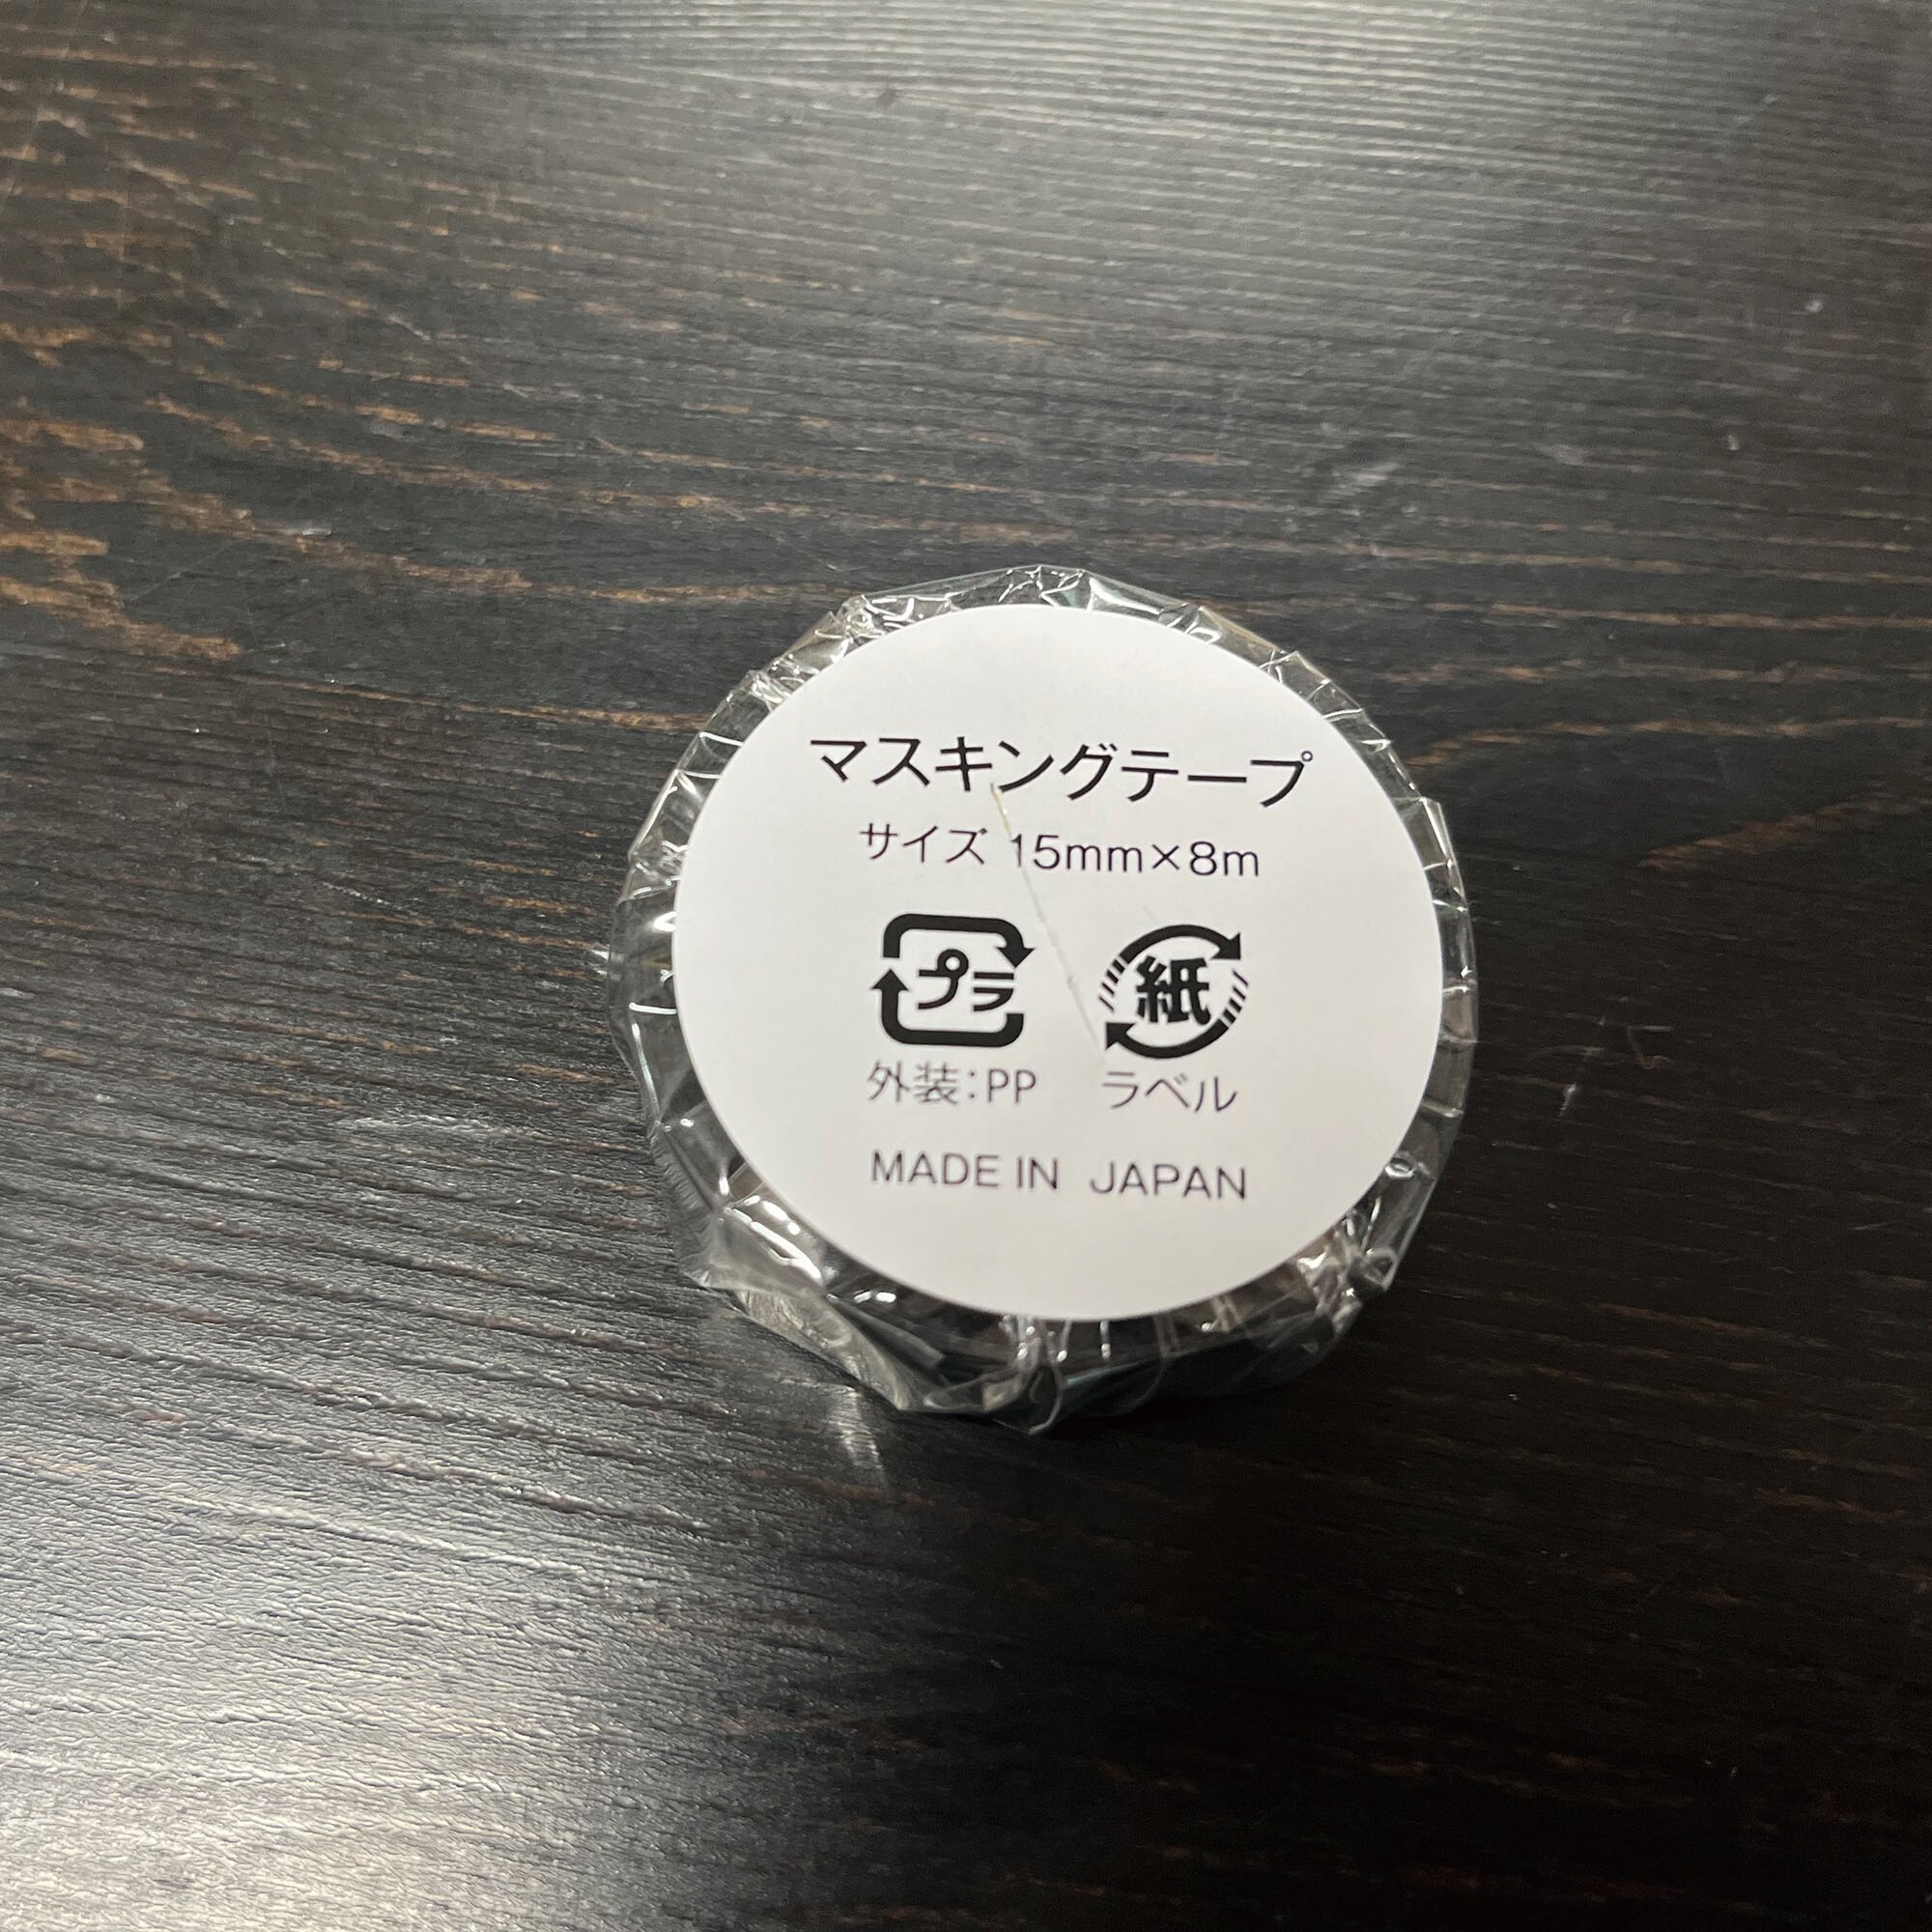 マスキングテープ
サイズ 15mm×8m
プラ 紙
外装:PP ラベル
MADE IN JAPAN